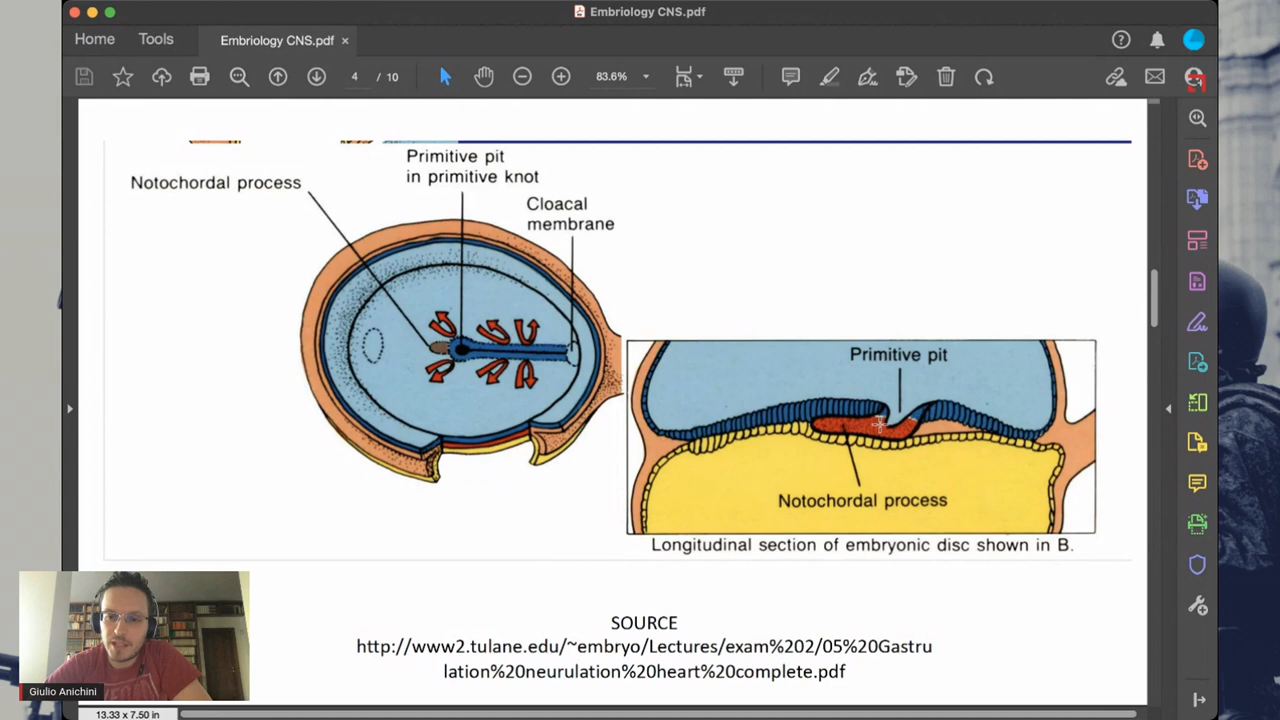 Embriology CNS.pdf
Home
Tools
Embriology CNS.pdf ×
4 / 10
83.6%
Primitive pit
in primitive knot
Notochordal process
Cloacal
membrane
Primitive pit
Notochordal process
Longitudinal section of embryonic disc shown in B.
SOURCE
http://www2.tulane.edu/~embryo/Lectures/exam%202/05%20Gastru
lation%20neurulation%20heart%20complete.pdf
Giulio Anichini
13.33 x 7.50 in